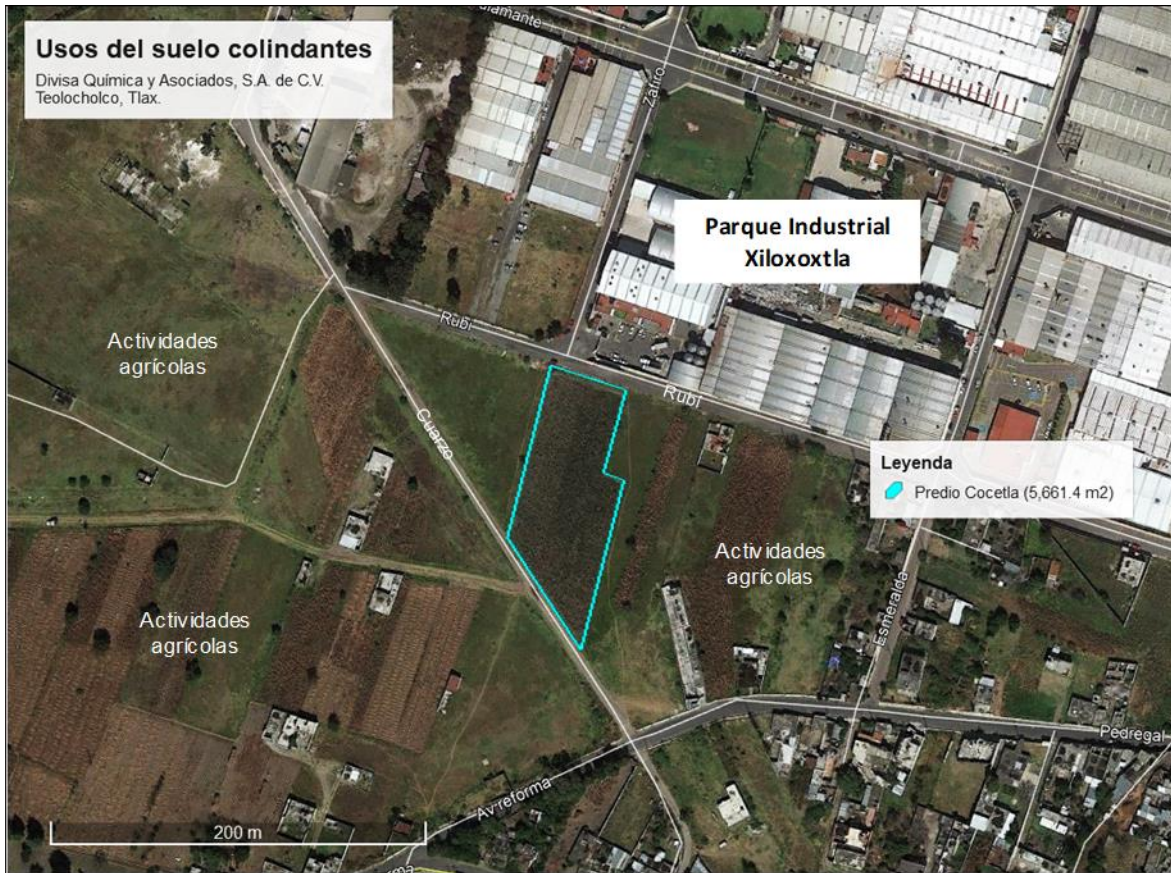 Usos del suelo colindantes
Divisa Química y Asociados, S.A. de C.V.
Teolocholco, Tlax.
Diamante
Zafiro
Parque Industrial
Xiloxoxtla
Rubí
Actividades
agrícolas
Rubí
Cuarzo
Leyenda
Predio Cocetla (5,661.4 m2)
Actividades
agrícolas
Esmeralda
Actividades
agrícolas
Pedregal
Av reforma
200 m